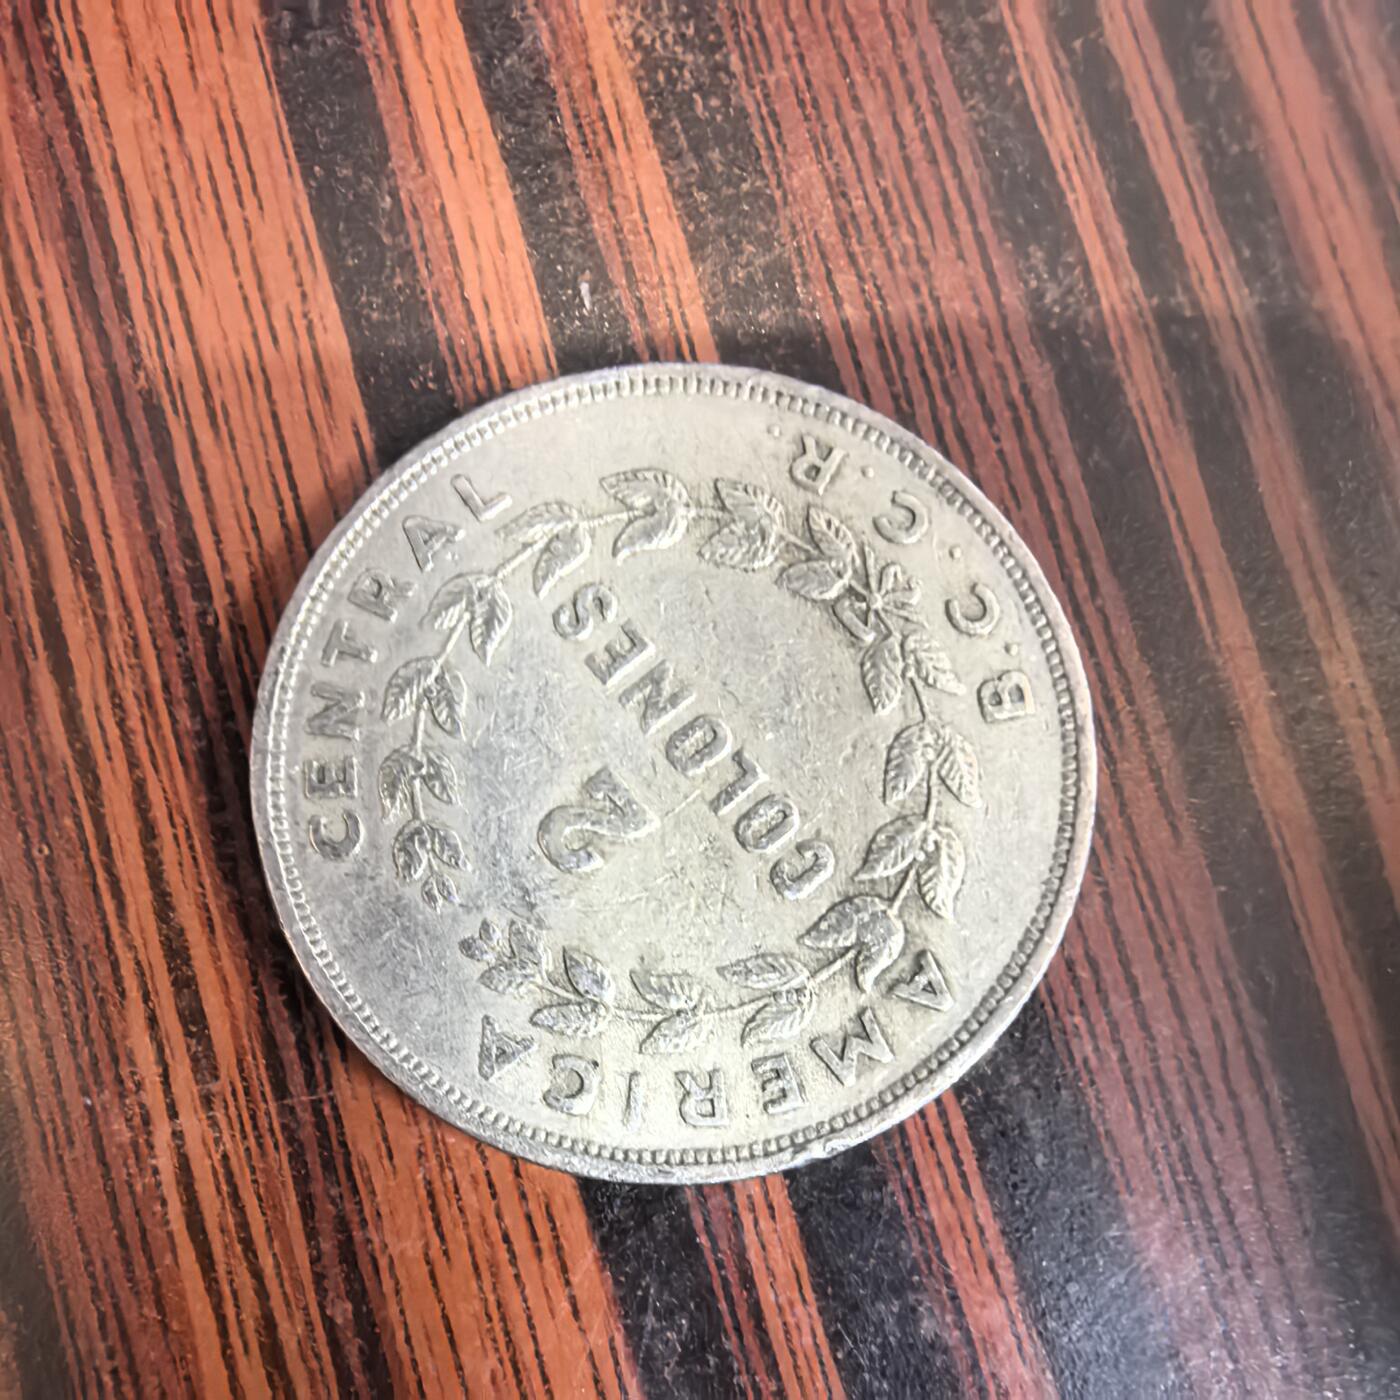 AMERICA CENTRAL
2
COLONES
B.C.C.R.